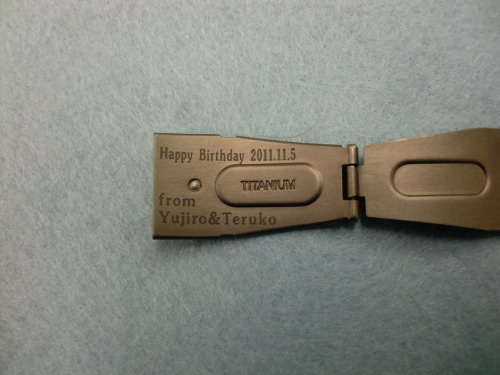 Happy Birthday 2011.11.5
TITANIUM
from
Yujiro&Teruko